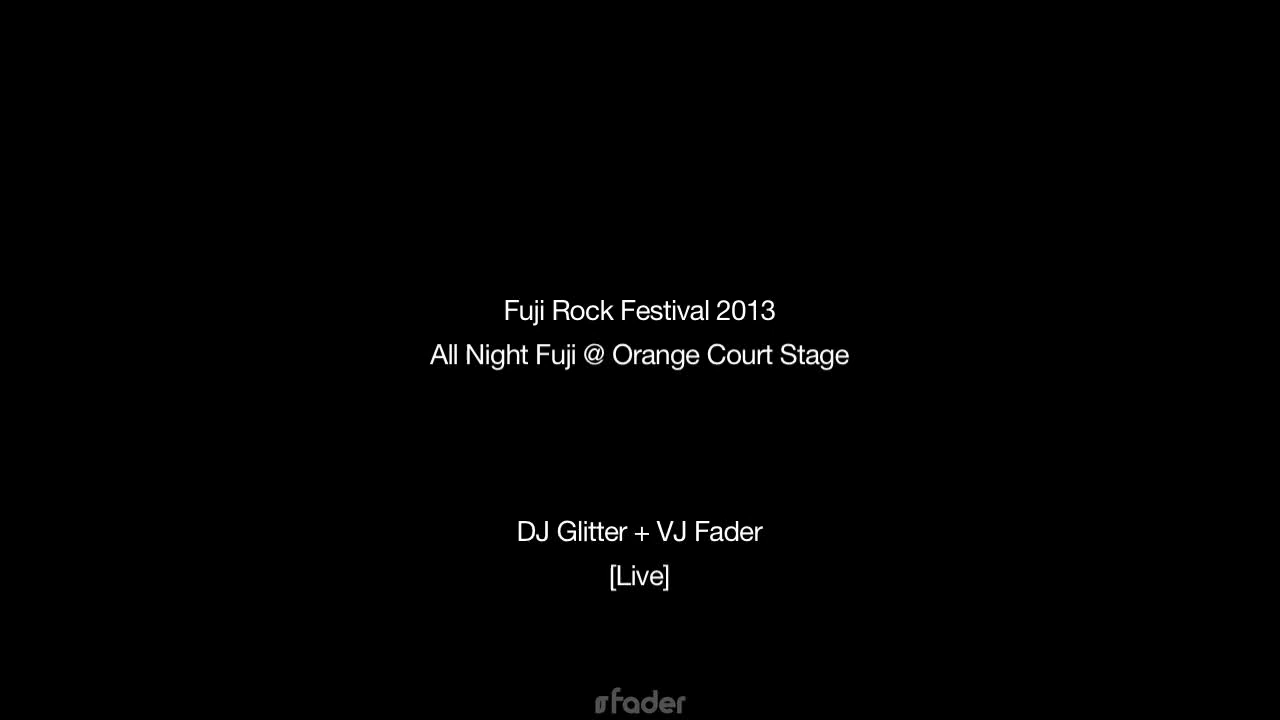 Fuji Rock Festival 2013
All Night Fuji @ Orange Court Stage
DJ Glitter + VJ Fader
[Live]
fader